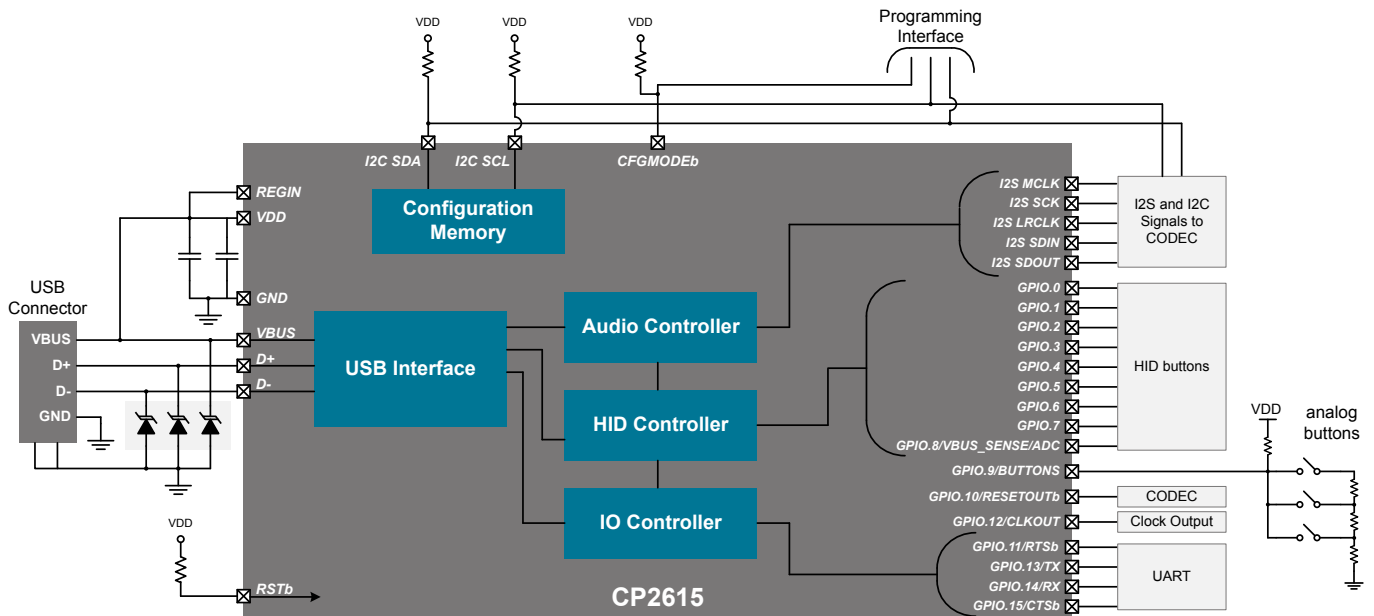 Programming
Interface
VDD
VDD
VDD
I2C SDA
I2C SCL
CFGMODEb
REGIN
VDD
GND
VBUS
D+
D-
RSTb
VDD
USB
Connector
VBUS
D+
D-
GND
Configuration
Memory
USB Interface
Audio Controller
HID Controller
IO Controller
CP2615
I2S MCLK
I2S SCK
I2S LRCLK
I2S SDIN
I2S SDOUT
I2S and I2C
Signals to
CODEC
GPIO.0
GPIO.1
GPIO.2
GPIO.3
GPIO.4
GPIO.5
GPIO.6
GPIO.7
GPIO.8/VBUS_SENSE/ADC
HID buttons
GPIO.9/BUTTONS
VDD
analog
buttons
GPIO.10/RESETOUTb
CODEC
GPIO.12/CLKOUT
Clock Output
GPIO.11/RTSb
GPIO.13/TX
GPIO.14/RX
GPIO.15/CTSb
UART